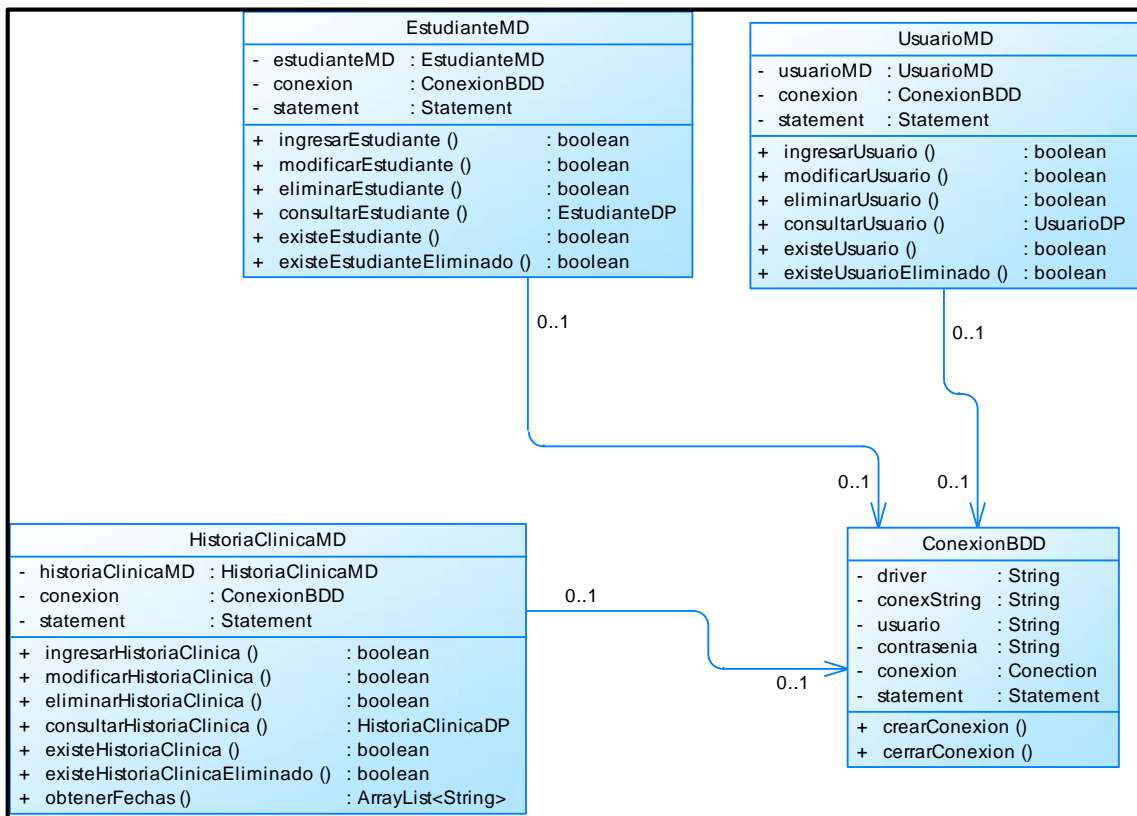 EstudianteMD
- estudianteMD : EstudianteMD
- conexion : ConexionBDD
- statement : Statement
+ ingresarEstudiante () : boolean
+ modificarEstudiante () : boolean
+ eliminarEstudiante () : boolean
+ consultarEstudiante () : EstudianteDP
+ existeEstudiante () : boolean
+ existeEstudianteEliminado () : boolean
UsuarioMD
- usuarioMD : UsuarioMD
- conexion : ConexionBDD
- statement : Statement
+ ingresarUsuario () : boolean
+ modificarUsuario () : boolean
+ eliminarUsuario () : boolean
+ consultarUsuario () : UsuarioDP
+ existeUsuario () : boolean
+ existeUsuarioEliminado () : boolean
0..1
0..1
0..1
0..1
HistoriaClinicaMD
- historiaClinicaMD : HistoriaClinicaMD
- conexion : ConexionBDD
- statement : Statement
+ ingresarHistoriaClinica () : boolean
+ modificarHistoriaClinica () : boolean
+ eliminarHistoriaClinica () : boolean
+ consultarHistoriaClinica () : HistoriaClinicaDP
+ existeHistoriaClinica () : boolean
+ existeHistoriaClinicaEliminado () : boolean
+ obtenerFechas () : ArrayList<String>
0..1
0..1
ConexionBDD
- driver : String
- conexString : String
- usuario : String
- contrasenia : String
- conexion : Conection
- statement : Statement
+ crearConexion ()
+ cerrarConexion ()